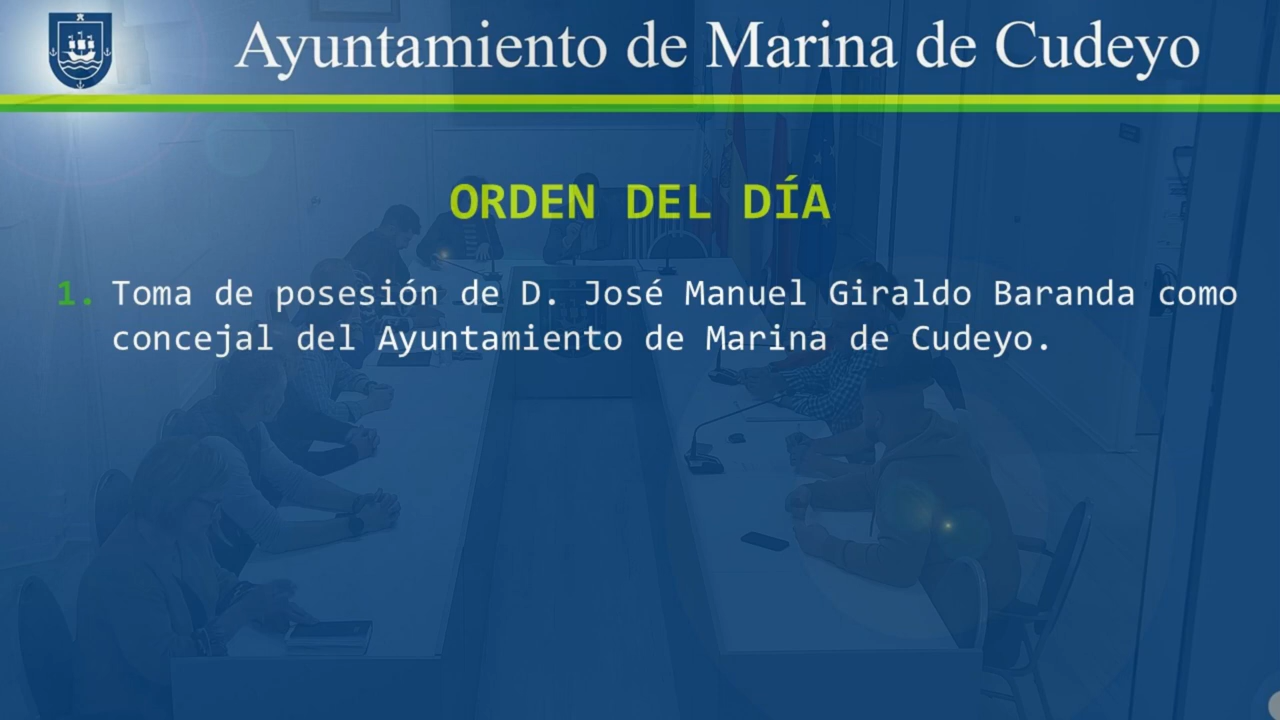 Ayuntamiento de Marina de Cudeyo
ORDEN DEL DÍA
1. Toma de posesión de D. José Manuel Giraldo Baranda como
concejal del Ayuntamiento de Marina de Cudeyo.